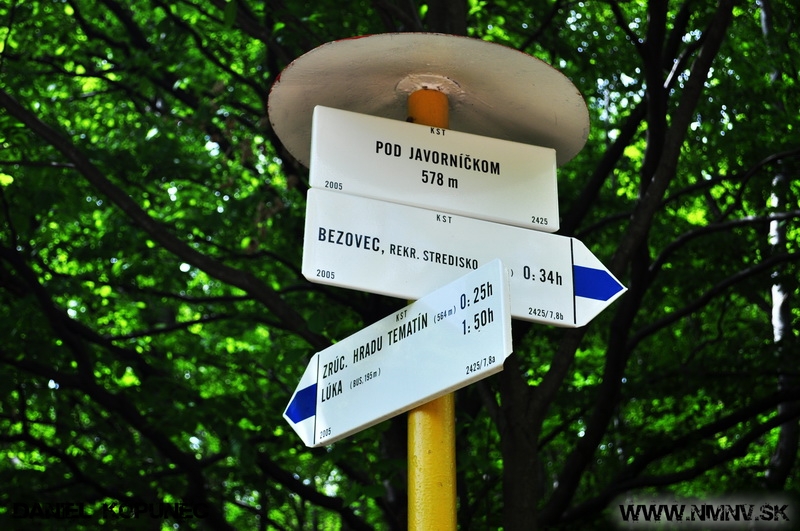 KST
POD JAVORNÍČKOM
578 m
2005
2425
KST
BEZOVEC, REKR. STREDISKO
) 0:34h
2005
2425/7,8b
KST
ZRÚC. HRADU TEMATÍN (564 m) 0:25h
LÚKA (BUS, 195 m) 1:50h
2005
2425/7,8a
DANIEL KOPUNEC
WWW.NMNV.SK